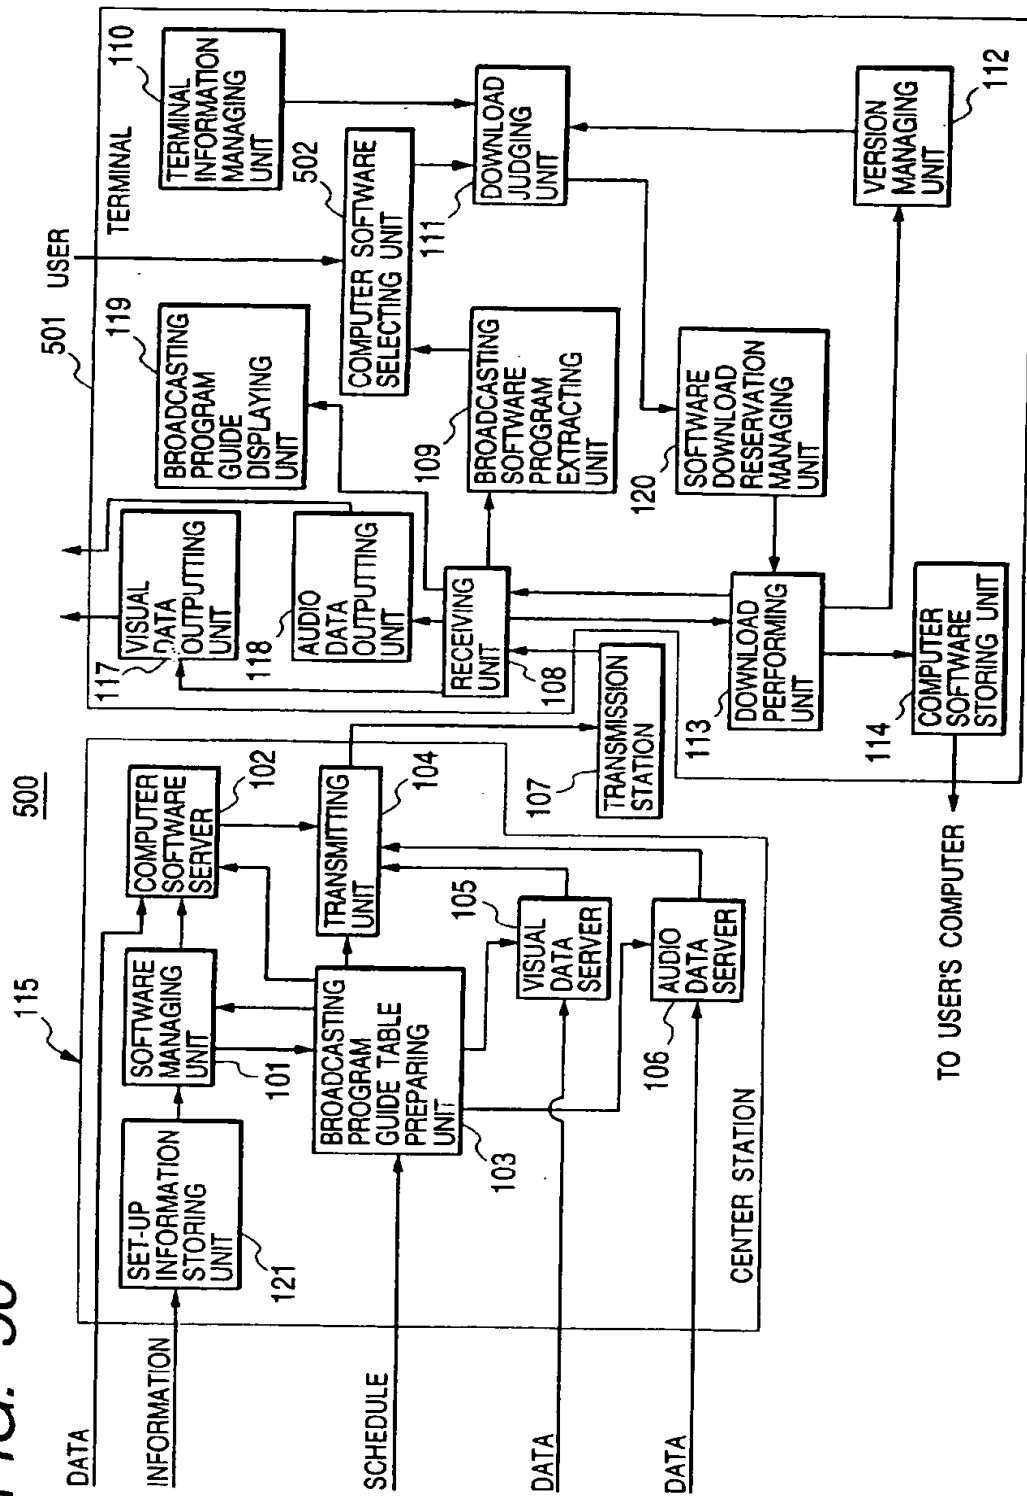 FIG. 50
500
115
DATA
INFORMATION
SCHEDULE
DATA
DATA
SET-UP
INFORMATION
STORING
UNIT
121
SOFTWARE
MANAGING
UNIT
101
COMPUTER
SOFTWARE
SERVER
102
BROADCASTING
PROGRAM
GUIDE TABLE
PREPARING
UNIT
103
TRANSMITTING
UNIT
104
VISUAL
DATA
SERVER
105
AUDIO
DATA
SERVER
106
CENTER STATION
TRANSMISSION
STATION
107
501
USER
TERMINAL
VISUAL
DATA
OUTPUTTING
UNIT
117
AUDIO
DATA
OUTPUTTING
UNIT
118
BROADCASTING
PROGRAM
GUIDE
DISPLAYING
UNIT
119
TERMINAL
INFORMATION
MANAGING
UNIT
110
COMPUTER SOFTWARE
SELECTING UNIT
502
RECEIVING
UNIT
108
BROADCASTING
SOFTWARE
PROGRAM
EXTRACTING
UNIT
109
DOWNLOAD
JUDGING
UNIT
111
SOFTWARE
DOWNLOAD
RESERVATION
MANAGING
UNIT
120
DOWNLOAD
PERFORMING
UNIT
113
VERSION
MANAGING
UNIT
112
COMPUTER
SOFTWARE
STORING UNIT
114
TO USER'S COMPUTER